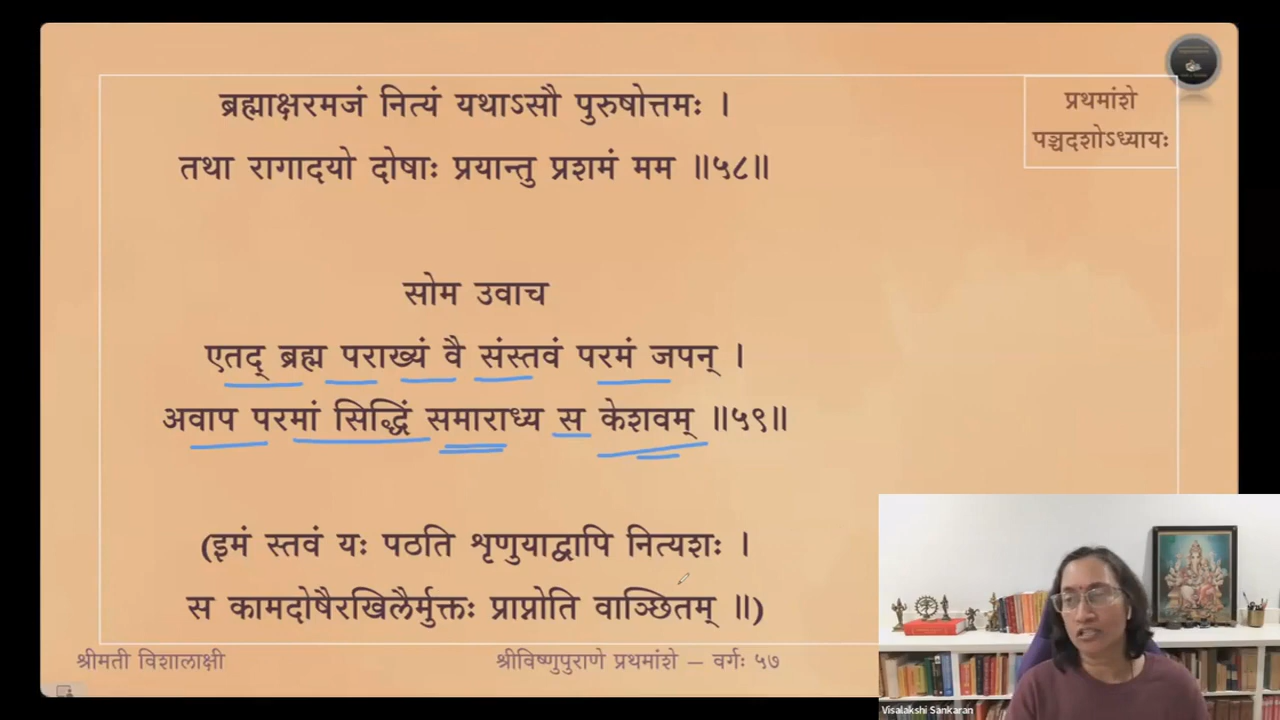 ब्रह्माक्षरमजं नित्यं यथाऽसौ पुरुषोत्तमः ।
तथा रागादयो दोषाः प्रयान्तु प्रशमं मम ॥५८॥
प्रथमांशे
पञ्चदशोऽध्यायः
सोम उवाच
एतद् ब्रह्म पराख्यं वै संस्तवं परमं जपन् ।
अवाप परमां सिद्धिं समाराध्य स केशवम् ॥५९॥
(इमं स्तवं यः पठति शृणुयाद्वापि नित्यशः ।
स कामदोषैरखिलैर्मुक्तः प्राप्नोति वाञ्छितम् ॥)
श्रीमती विशालाक्षी
श्रीविष्णुपुराणे प्रथमांशे – वर्गः ५७
Visalakshi Sankaran